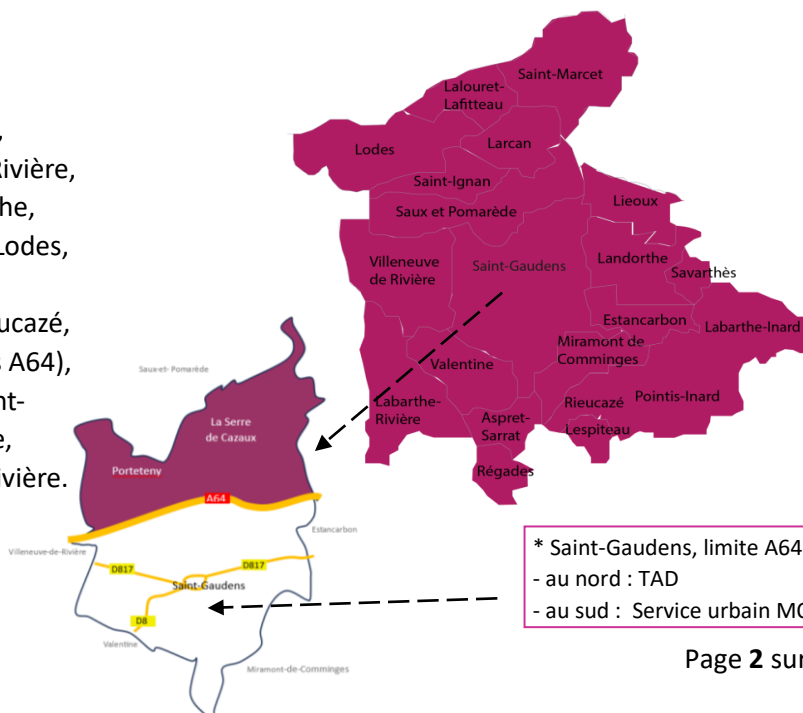 ,
Rivière,
he,
Lodes,
ucazé,
s A64),
nt-
e,
ivière.
Saint-Marcet
Lalouret-
Lafitteau
Larcan
Lodes
Saint-Ignan
Lieoux
Saux et Pomarède
Villeneuve
de Rivière
Saint-Gaudens
Landorthe
Savarthès
Estancarbon
Labarthe-Inard
Miramont de
Comminges
Valentine
Labarthe-
Rivière
Rieucazé
Pointis-Inard
Aspret-
Sarrat
Lespiteau
Régades
Saux-et- Pomarède
La Serre
de Cazaux
Porteteny
A64
Estancarbon
Villeneuve-de-Rivière
D817
D817
Saint-Gaudens
D8
Valentine
Miramont-de-Comminges
* Saint-Gaudens, limite A64
- au nord : TAD
- au sud : Service urbain
Page 2 sur